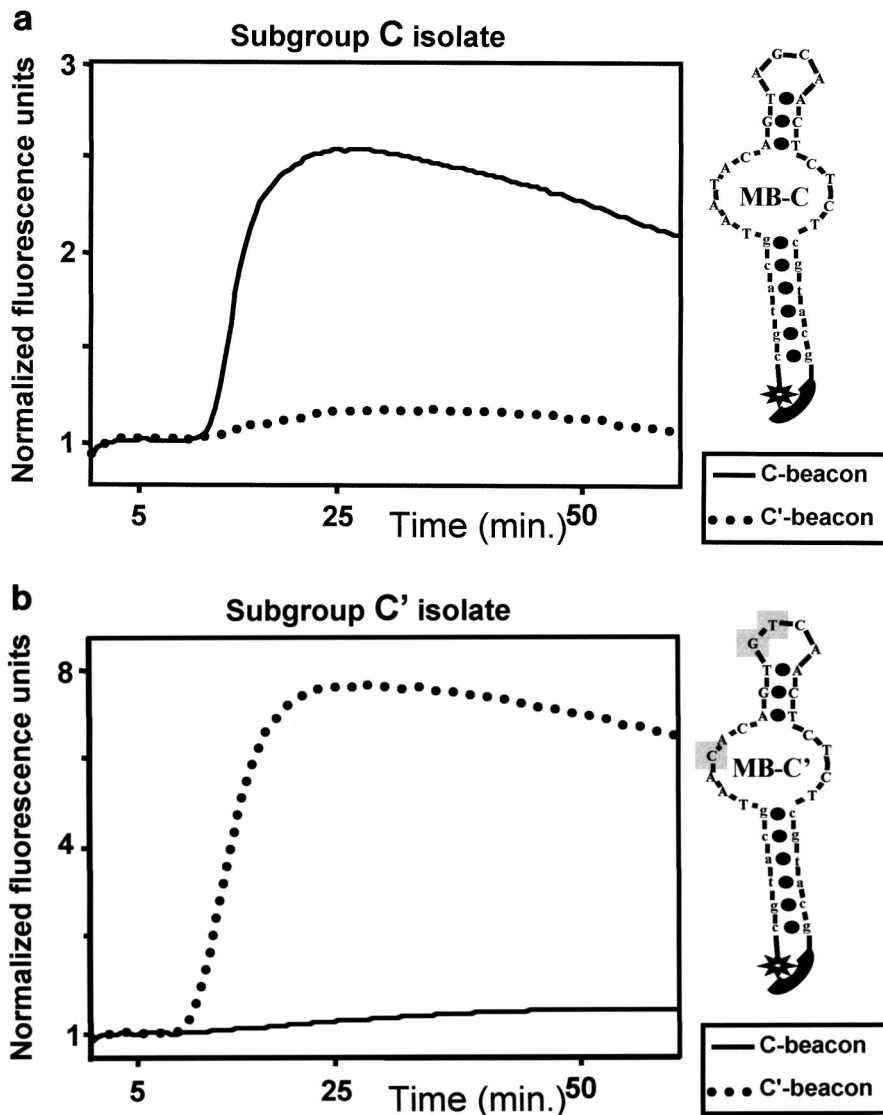 a
Subgroup C isolate
Normalized fluorescence units
3
2
1
5 25 50
Time (min.)
A G C A
T A
G C
A T
C C
A T
T C
A T
A
T
g c
c g
a t
t a
g c
c g
MB-C
C-beacon
C'-beacon
b
Subgroup C’ isolate
Normalized fluorescence units
8
4
1
5 25 50
Time (min.)
G T C A
T A
G C
A T
C C
A T
C C
A T
A
T
g c
c g
a t
t a
g c
c g
MB-C’
C-beacon
C'-beacon